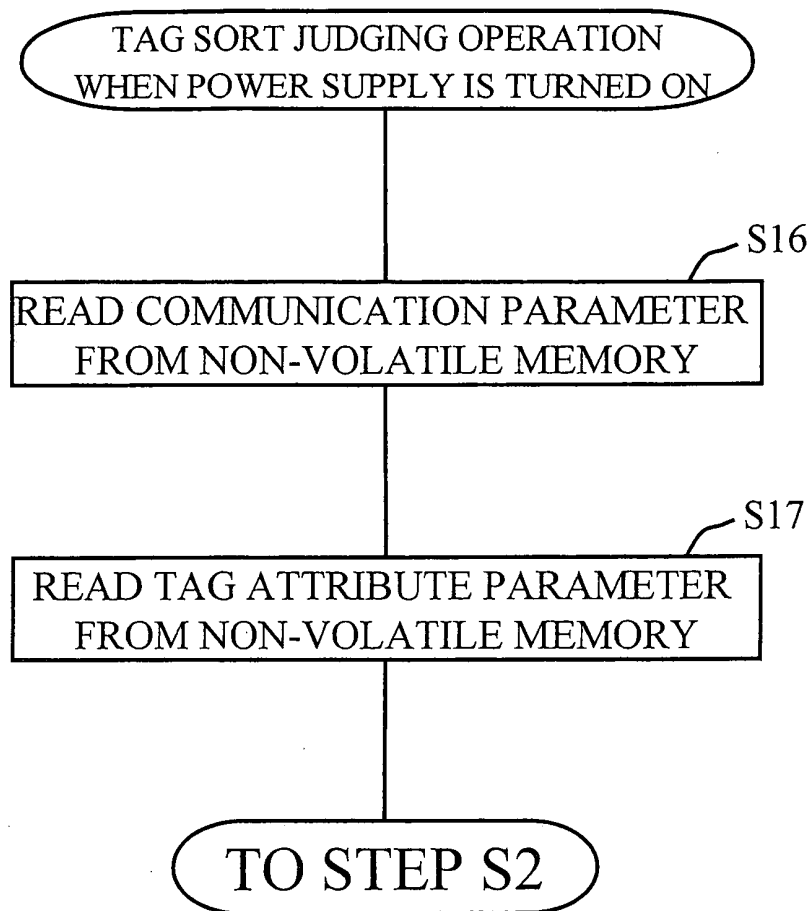 TAG SORT JUDGING OPERATION
WHEN POWER SUPPLY IS TURNED ON
S16
READ COMMUNICATION PARAMETER
FROM NON-VOLATILE MEMORY
S17
READ TAG ATTRIBUTE PARAMETER
FROM NON-VOLATILE MEMORY
TO STEP S2